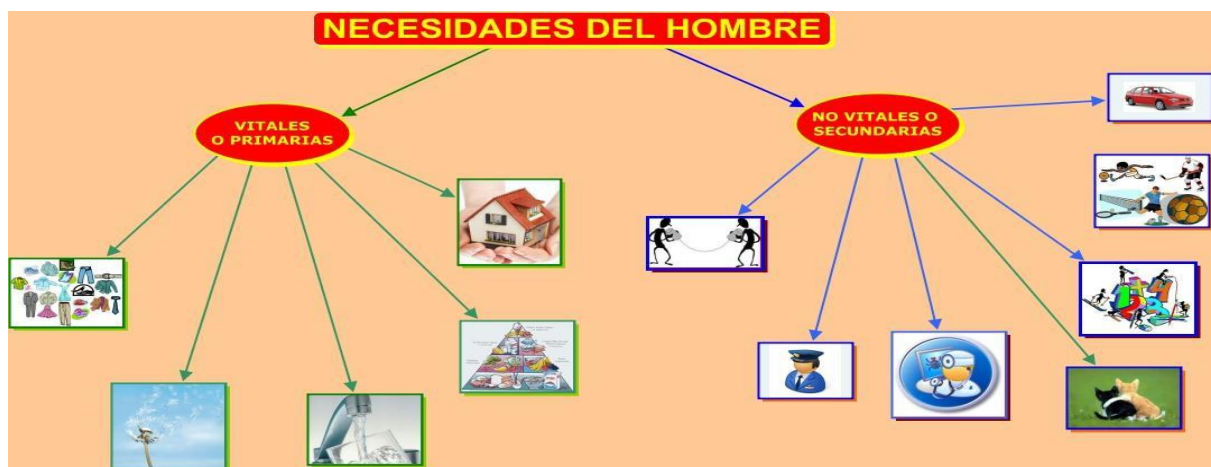 NECESIDADES DEL HOMBRE
VITALES
O PRIMARIAS
NO VITALES O
SECUNDARIAS